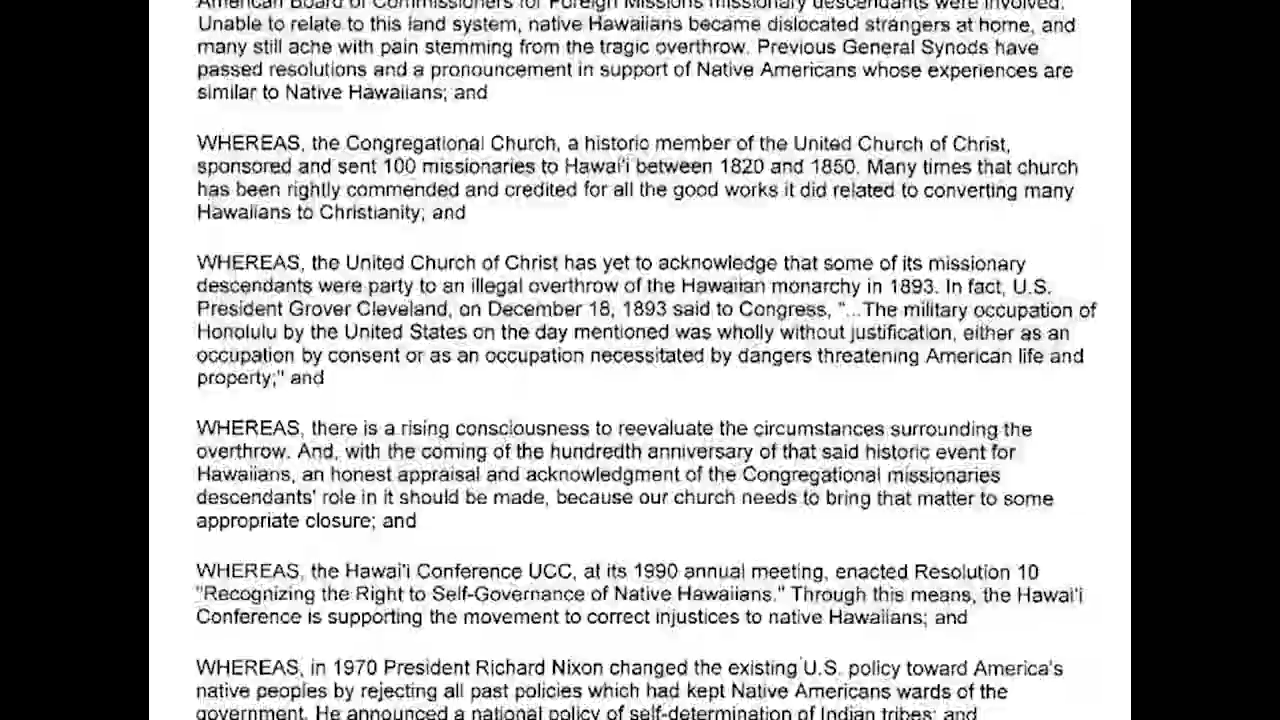 American Board of Commissioners for Foreign Missions missionary descendants were involved.
Unable to relate to this land system, native Hawaiians became dislocated strangers at home, and
many still ache with pain stemming from the tragic overthrow. Previous General Synods have
passed resolutions and a pronouncement in support of Native Americans whose experiences are
similar to Native Hawaiians; and
WHEREAS, the Congregational Church, a historic member of the United Church of Christ,
sponsored and sent 100 missionaries to Hawai'i between 1820 and 1850. Many times that church
has been rightly commended and credited for all the good works it did related to converting many
Hawaiians to Christianity; and
WHEREAS, the United Church of Christ has yet to acknowledge that some of its missionary
descendants were party to an illegal overthrow of the Hawaiian monarchy in 1893. In fact, U.S.
President Grover Cleveland, on December 18, 1893 said to Congress, "...The military occupation of
Honolulu by the United States on the day mentioned was wholly without justification, either as an
occupation by consent or as an occupation necessitated by dangers threatening American life and
property;" and
WHEREAS, there is a rising consciousness to reevaluate the circumstances surrounding the
overthrow. And, with the coming of the hundredth anniversary of that said historic event for
Hawaiians, an honest appraisal and acknowledgment of the Congregational missionaries
descendants' role in it should be made, because our church needs to bring that matter to some
appropriate closure; and
WHEREAS, the Hawai'i Conference UCC, at its 1990 annual meeting, enacted Resolution 10
"Recognizing the Right to Self-Governance of Native Hawaiians." Through this means, the Hawai'i
Conference is supporting the movement to correct injustices to native Hawaiians; and
WHEREAS, in 1970 President Richard Nixon changed the existing U.S. policy toward America's
native peoples by rejecting all past policies which had kept Native Americans wards of the
government. He announced a national policy of self-determination of Indian tribes; and